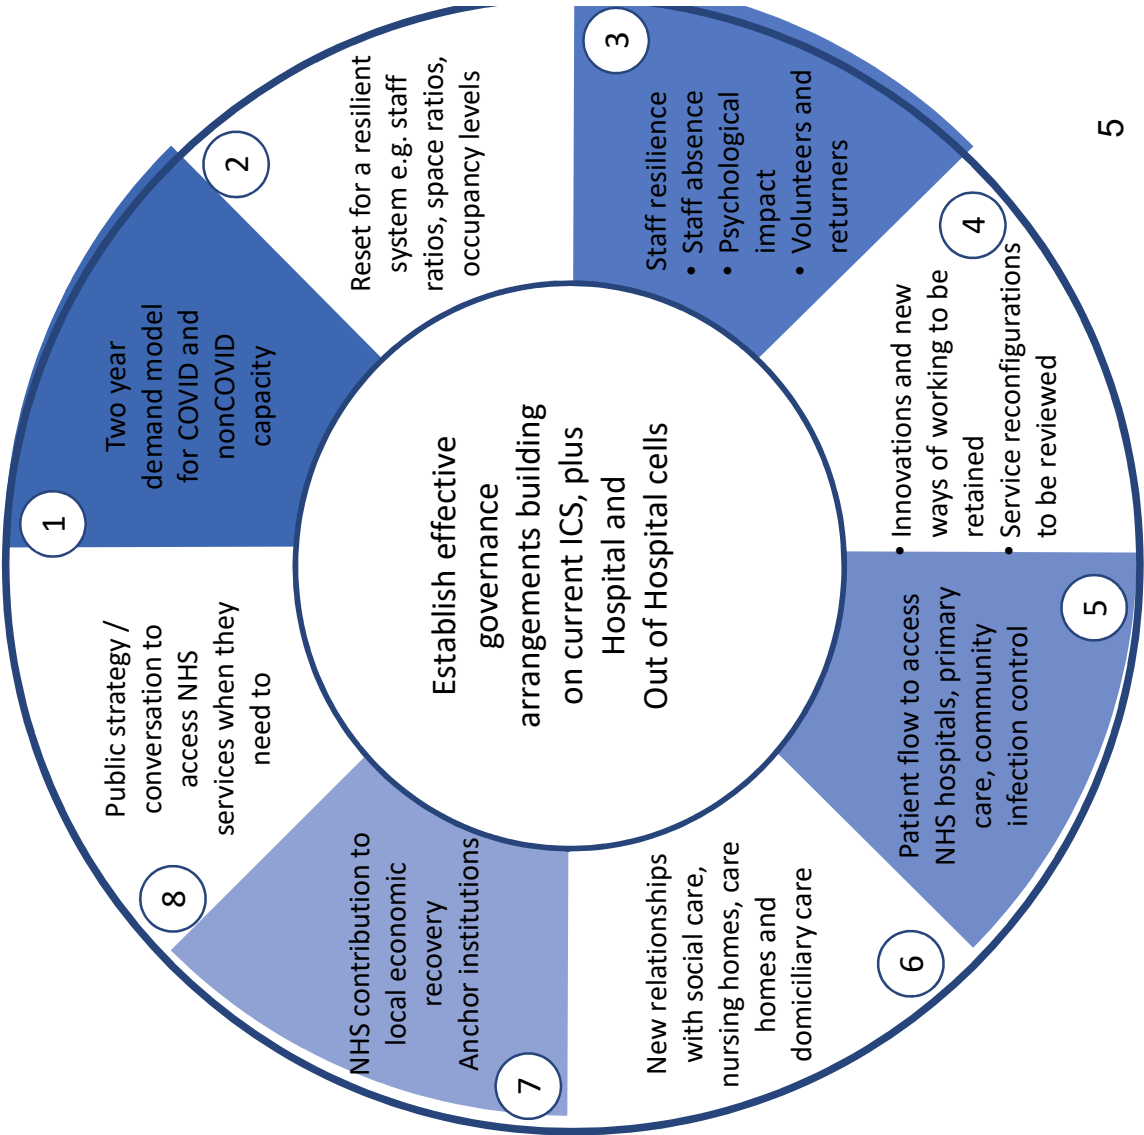 1
Two year
demand model
for COVID and
nonCOVID
capacity
2
Reset for a resilient
system e.g. staff
ratios, space ratios,
occupancy levels
3
Staff resilience
• Staff absence
• Psychological
impact
• Volunteers and
returners
4
• Innovations and new
ways of working to be
retained
• Service reconfigurations
to be reviewed
5
Patient flow to access
NHS hospitals, primary
care, community
infection control
6
New relationships
with social care,
nursing homes, care
homes and
domiciliary care
7
NHS contribution to
local economic
recovery
Anchor institutions
8
Public strategy /
conversation to
access NHS
services when they
need to
Establish effective
governance
arrangements building
on current ICS, plus
Hospital and
Out of Hospital cells
5